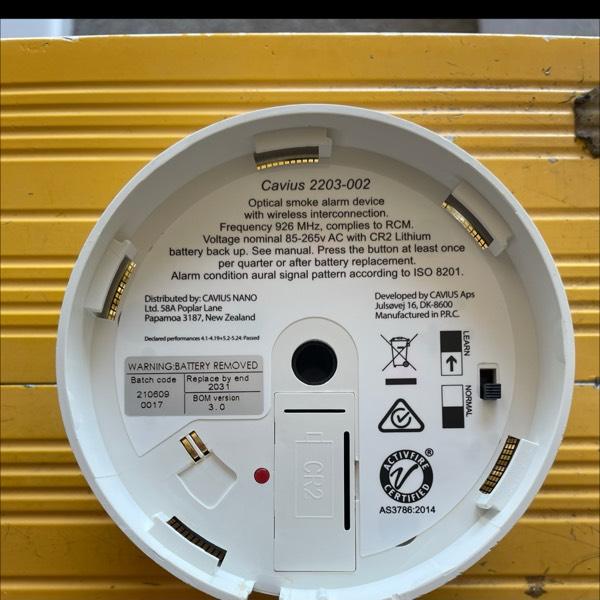 Cavius 2203-002
Optical smoke alarm device
with wireless interconnection.
Frequency 926 MHz, complies to RCM.
Voltage nominal 85-265v AC with CR2 Lithium
battery back up. See manual. Press the button at least once
per quarter or after battery replacement.
Alarm condition aural signal pattern according to ISO 8201.
Distributed by: CAVIUS NANO
Ltd. 58A Poplar Lane
Papamoa 3187, New Zealand
Developed by CAVIUS Aps
Julsøvej 16, DK-8600
Manufactured in P.R.C.
Declared performances 4.1-4.19+5.2-5.24: Passed
WARNING:BATTERY REMOVED
Batch code
210609
0017
Replace by end
2031
BOM version
3.0
LEARN
NORMAL
CR2
ACTIVFIRE®
CERTIFIED
AS3786:2014